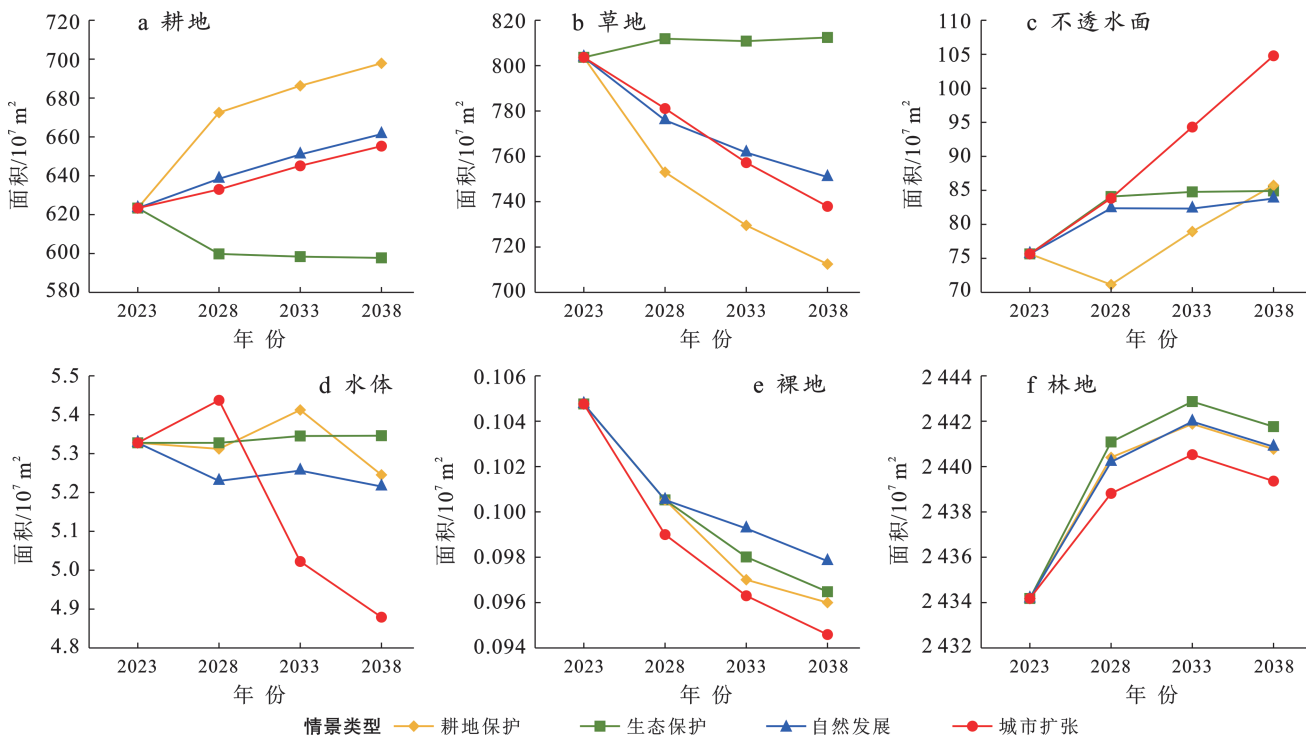 a 耕地
720
700
680
660
640
620
600
580
面积/10⁷ m²
2023 2028 2033 2038
年 份
b 草地
820
800
780
760
740
720
700
面积/10⁷ m²
2023 2028 2033 2038
年 份
c 不透水面
110
105
100
95
90
85
80
75
70
面积/10⁷ m²
2023 2028 2033 2038
年 份
d 水体
5.5
5.4
5.3
5.2
5.1
5.0
4.9
4.8
面积/10⁷ m²
2023 2028 2033 2038
年 份
e 裸地
0.106
0.104
0.102
0.100
0.098
0.096
0.094
面积/10⁷ m²
2023 2028 2033 2038
年 份
f 林地
2 444
2 442
2 440
2 438
2 436
2 434
2 432
面积/10⁷ m²
2023 2028 2033 2038
年 份
情景类型 耕地保护 生态保护 自然发展 城市扩张